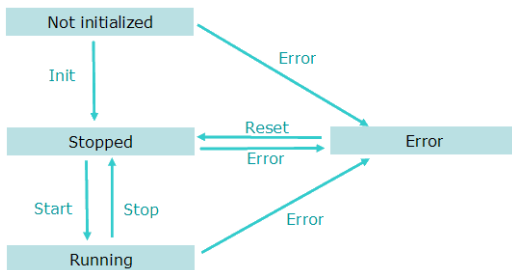 Not initialized
Error
Init
Reset
Stopped
Error
Error
Start
Stop
Error
Running